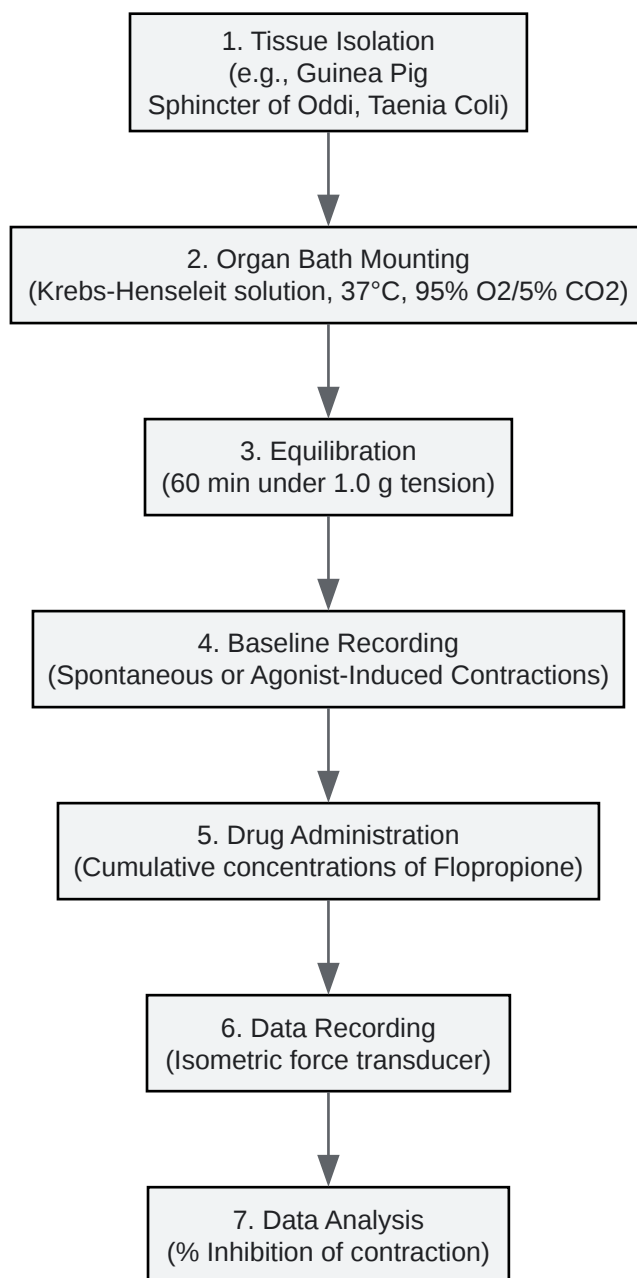 1. Tissue Isolation
(e.g., Guinea Pig
Sphincter of Oddi, Taenia Coli)
2. Organ Bath Mounting
(Krebs-Henseleit solution, 37°C, 95% O2/5% CO2)
3. Equilibration
(60 min under 1.0 g tension)
4. Baseline Recording
(Spontaneous or Agonist-Induced Contractions)
5. Drug Administration
(Cumulative concentrations of Flopropione)
6. Data Recording
(Isometric force transducer)
7. Data Analysis
(% Inhibition of contraction)